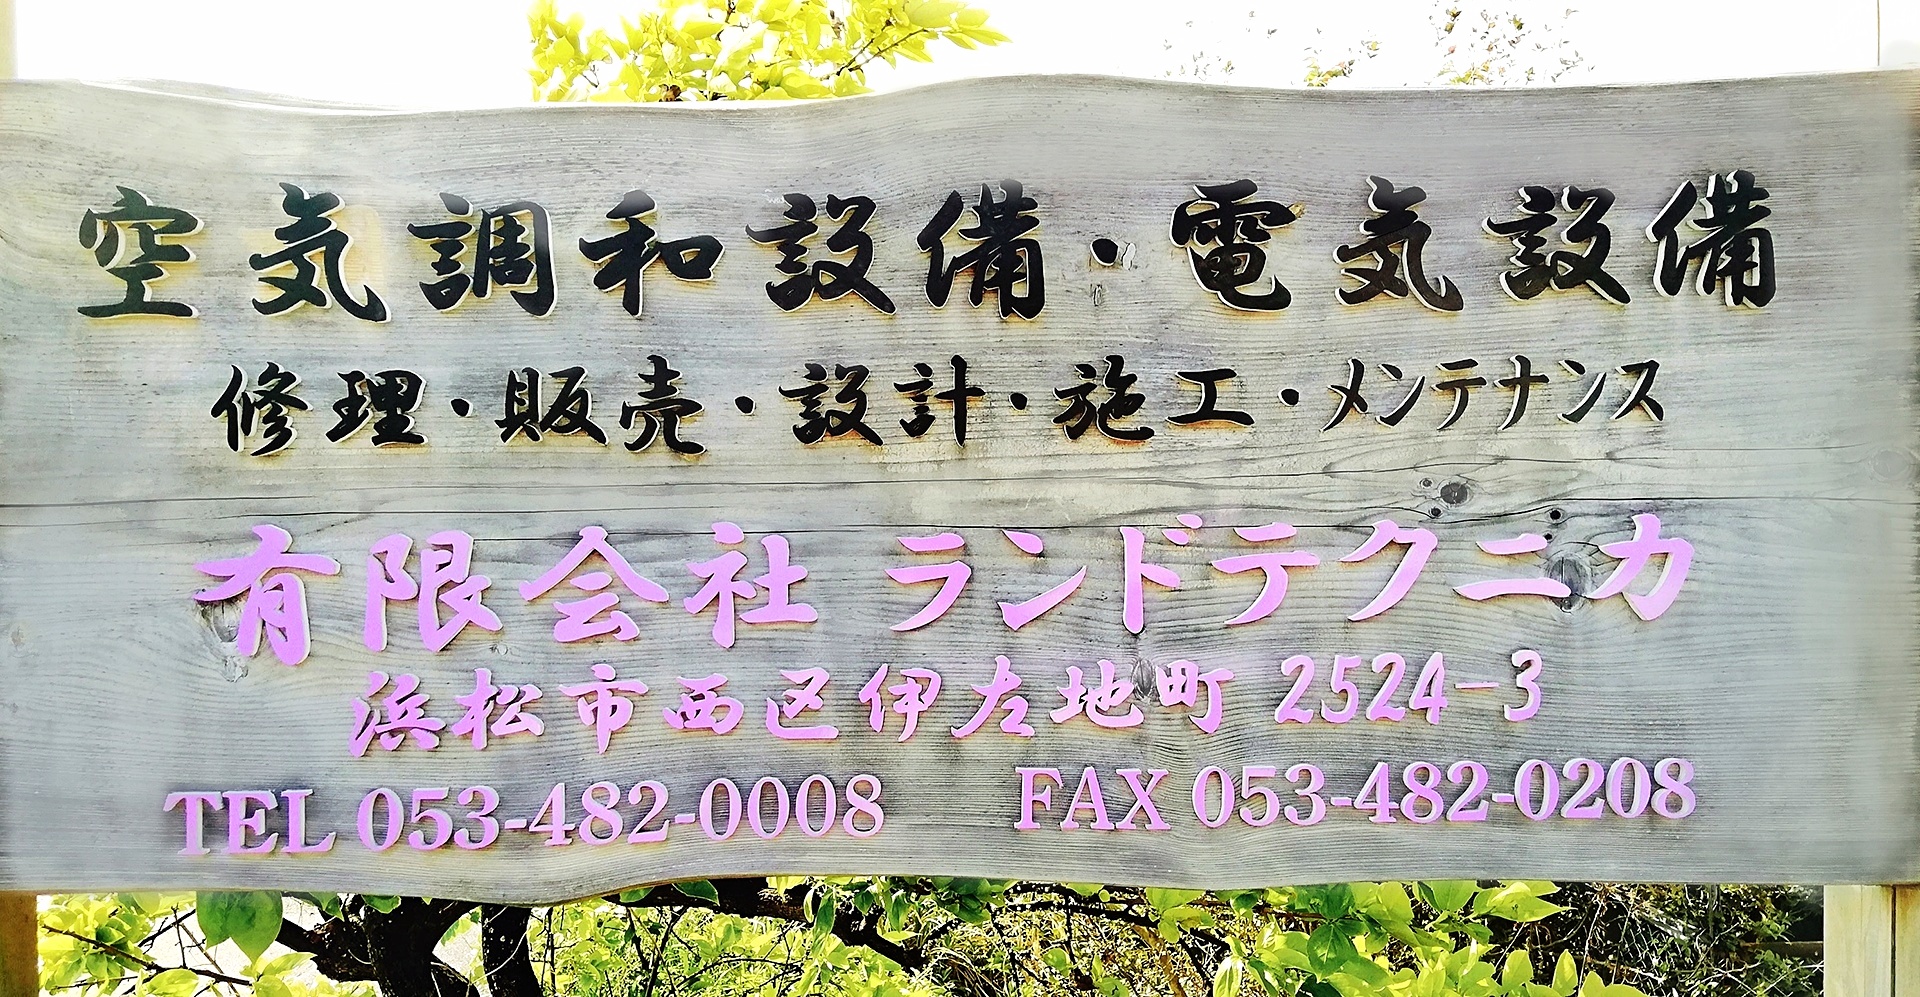 空気調和設備・電気設備
修理・販売・設計・施工・メンテナンス
有限会社 ランドテクニカ
浜松市西区伊左地町 2524-3
TEL 053-482-0008 FAX 053-482-0208